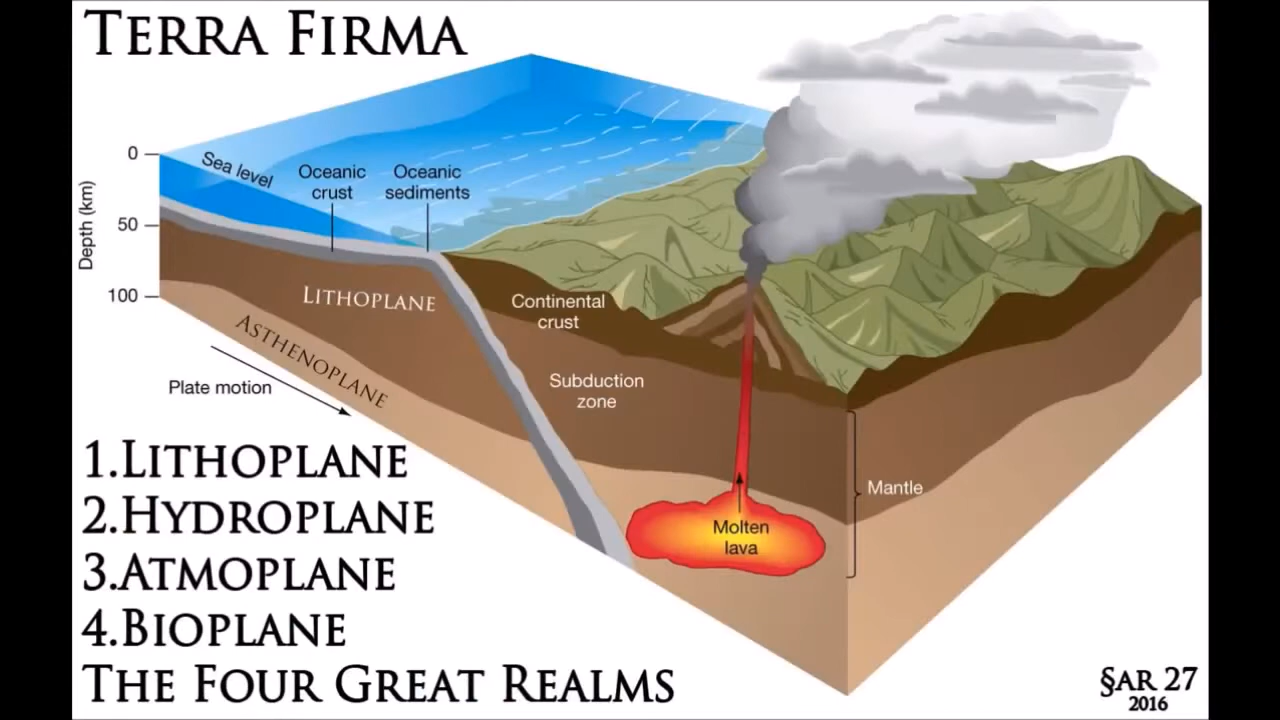 TERRA FIRMA
0
Sea level
Oceanic
crust
Oceanic
sediments
Depth (km)
50
100
LITHOPLANE
ASTHENOPLANE
Continental
crust
Plate motion
Subduction
zone
Mantle
Molten
lava
1.LITHOPLANE
2.HYDROPLANE
3.ATMOPLANE
4.BIOPLANE
THE FOUR GREAT REALMS
§AR 27
2016